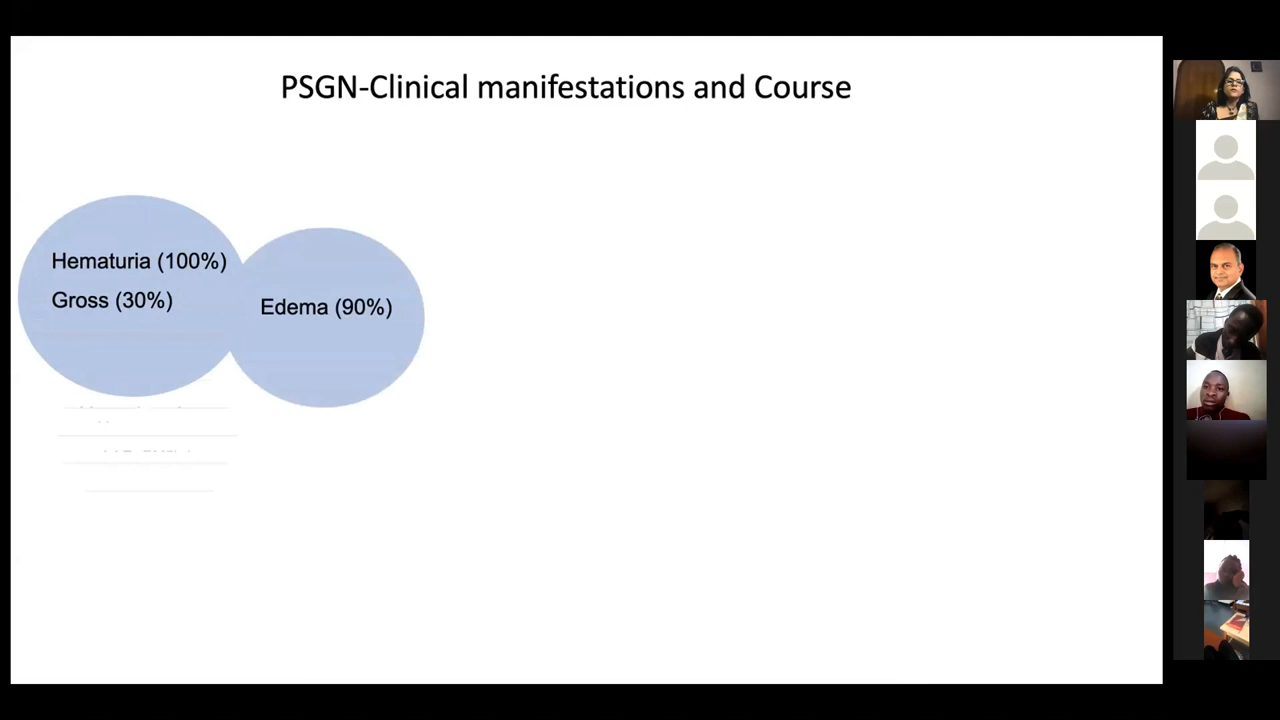 PSGN-Clinical manifestations and Course
Hematuria (100%)
Gross (30%)
Edema (90%)